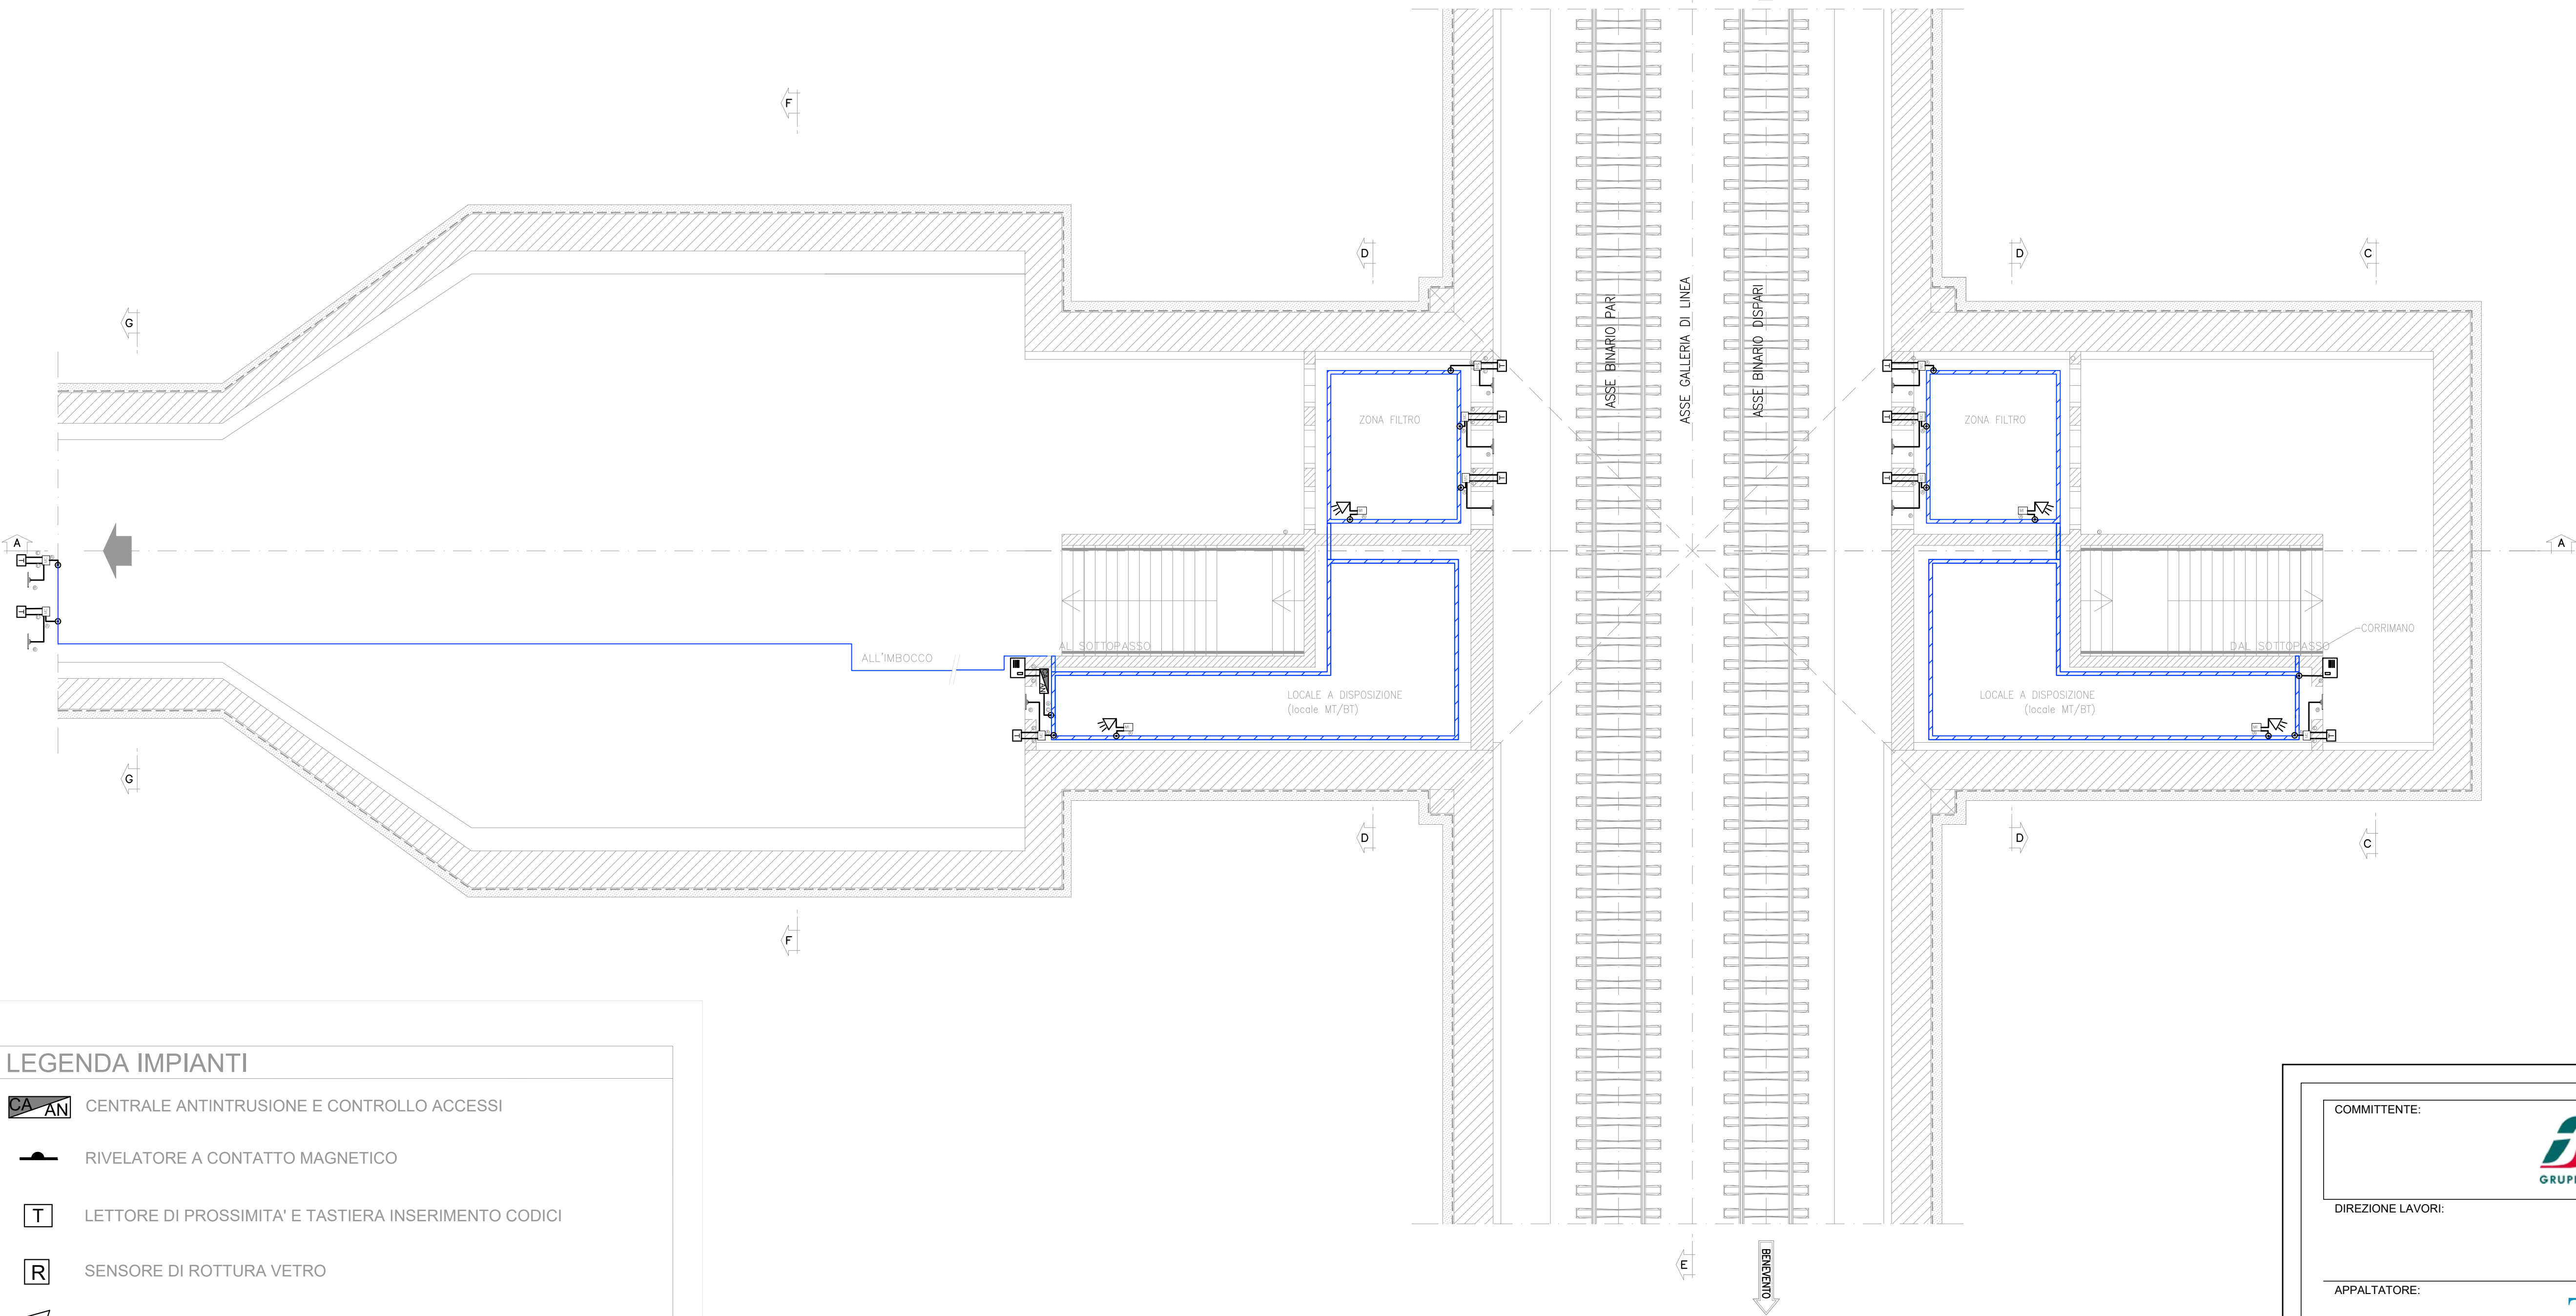 F
D
D
C
G
ASSE BINARIO PARI
ASSE GALLERIA DI LINEA
ASSE BINARIO DISPARI
T
T
ZONA FILTRO
ZONA FILTRO
T
T
T
T
A
A
T
T
CORRIMANO
AL SOTTOPASSO
DAL SOTTOPASSO
ALL'IMBOCCO
LOCALE A DISPOSIZIONE
(locale MT/BT)
LOCALE A DISPOSIZIONE
(locale MT/BT)
T
T
G
D
D
C
F
E
BENEVENTO
LEGENDA IMPIANTI
CA AN CENTRALE ANTINTRUSIONE E CONTROLLO ACCESSI
RIVELATORE A CONTATTO MAGNETICO
T LETTORE DI PROSSIMITA' E TASTIERA INSERIMENTO CODICI
R SENSORE DI ROTTURA VETRO
COMMITTENTE:
DIREZIONE LAVORI:
APPALTATORE: